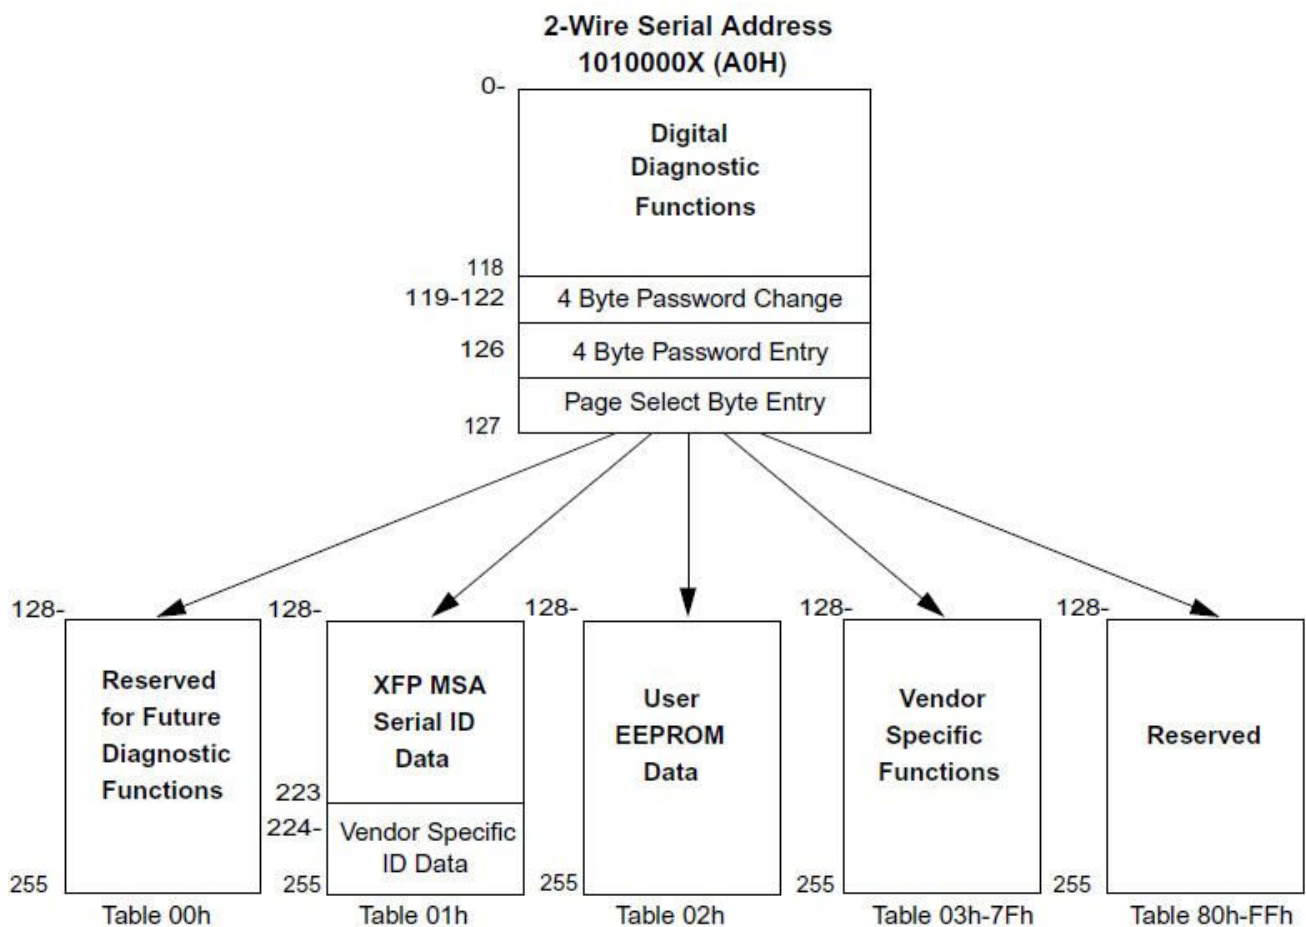 2-Wire Serial Address
1010000X (A0H)
0-
Digital
Diagnostic
Functions
118
119-122
4 Byte Password Change
126
4 Byte Password Entry
Page Select Byte Entry
127
128-
128-
128-
128-
128-
Reserved
for Future
Diagnostic
Functions
XFP MSA
Serial ID
Data
User
EEPROM
Data
Vendor
Specific
Functions
Reserved
223
224-
Vendor Specific
ID Data
255
255
255
255
255
Table 00h
Table 01h
Table 02h
Table 03h-7Fh
Table 80h-FFh